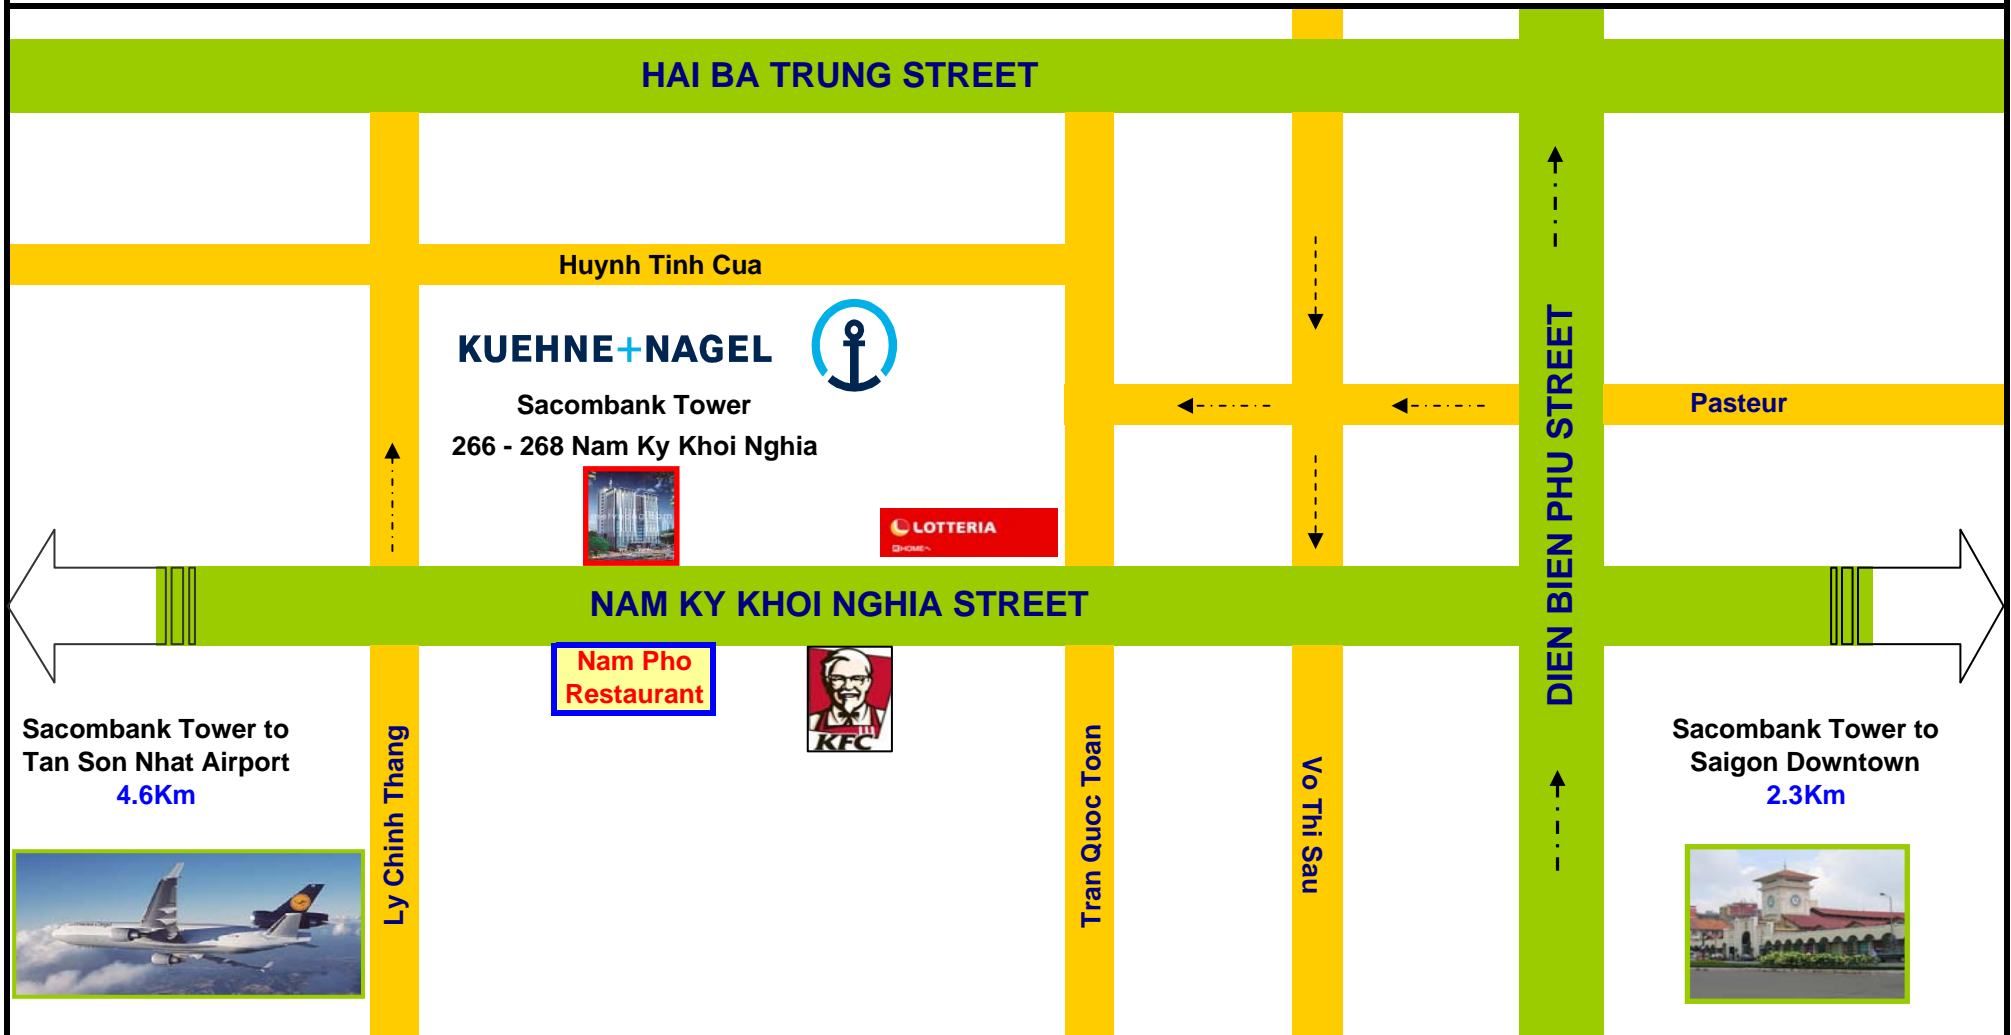 HAI BA TRUNG STREET
Huynh Tinh Cua
KUEHNE+NAGEL
Sacombank Tower
266 - 268 Nam Ky Khoi Nghia
Pasteur
LOTTERIA
HOME
NAM KY KHOI NGHIA STREET
DIEN BIEN PHU STREET
Nam Pho
Restaurant
KFC
Sacombank Tower to
Tan Son Nhat Airport
4.6Km
Ly Chinh Thang
Tran Quoc Toan
Vo Thi Sau
Sacombank Tower to
Saigon Downtown
2.3Km